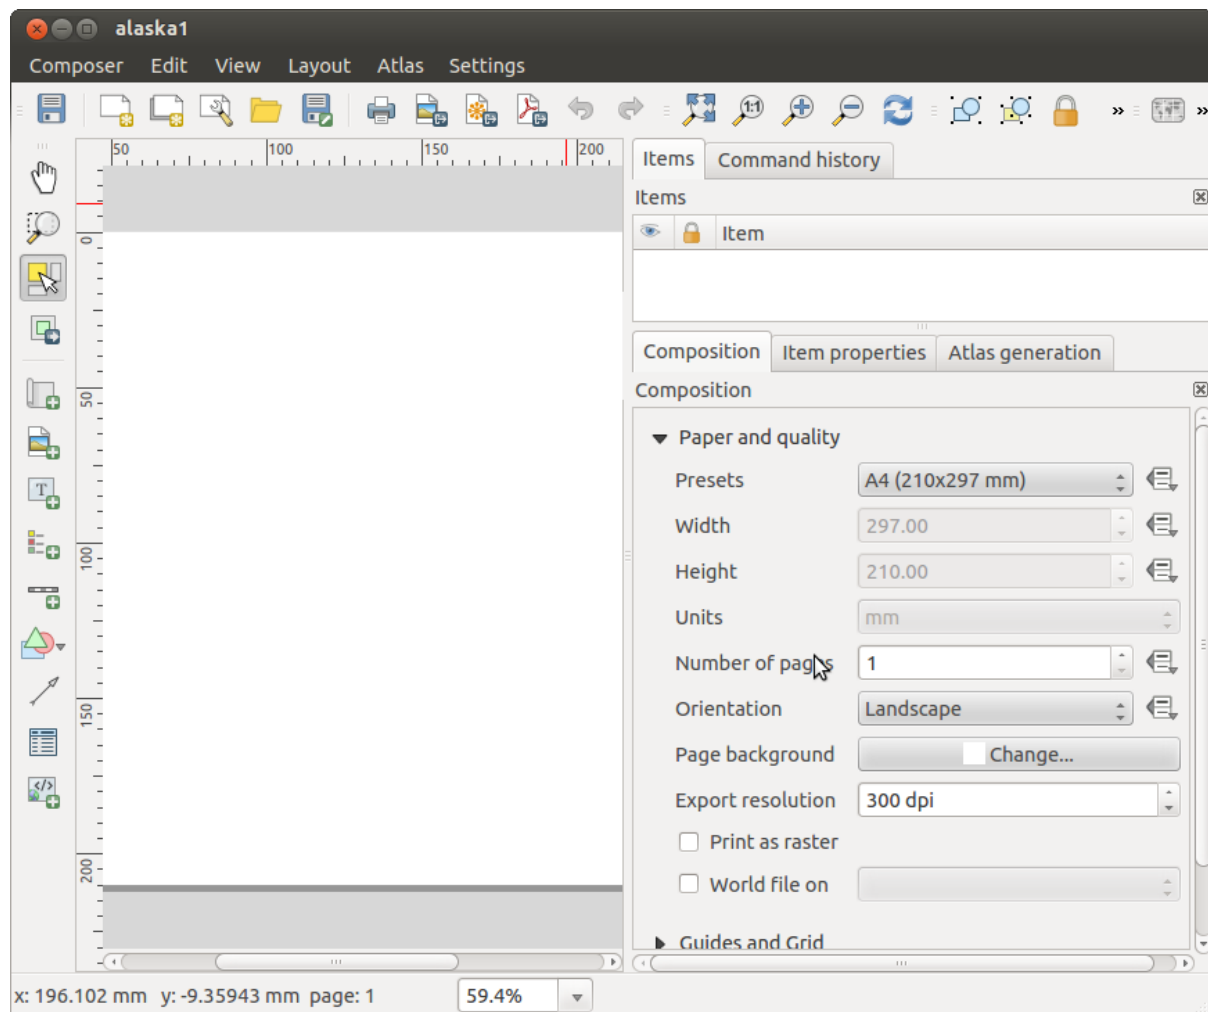 alaska1
Composer Edit View Layout Atlas Settings
1:1 » »
50 100 150 200
Items Command history
Items
Item
0
50
100
150
200
T
</>
Composition Item properties Atlas generation
Composition
Paper and quality
Presets A4 (210x297 mm)
Width 297.00
Height 210.00
Units mm
Number of pages 1
Orientation Landscape
Page background Change...
Export resolution 300 dpi
Print as raster
World file on
Guides and Grid
x: 196.102 mm y: -9.35943 mm page: 1 59.4%